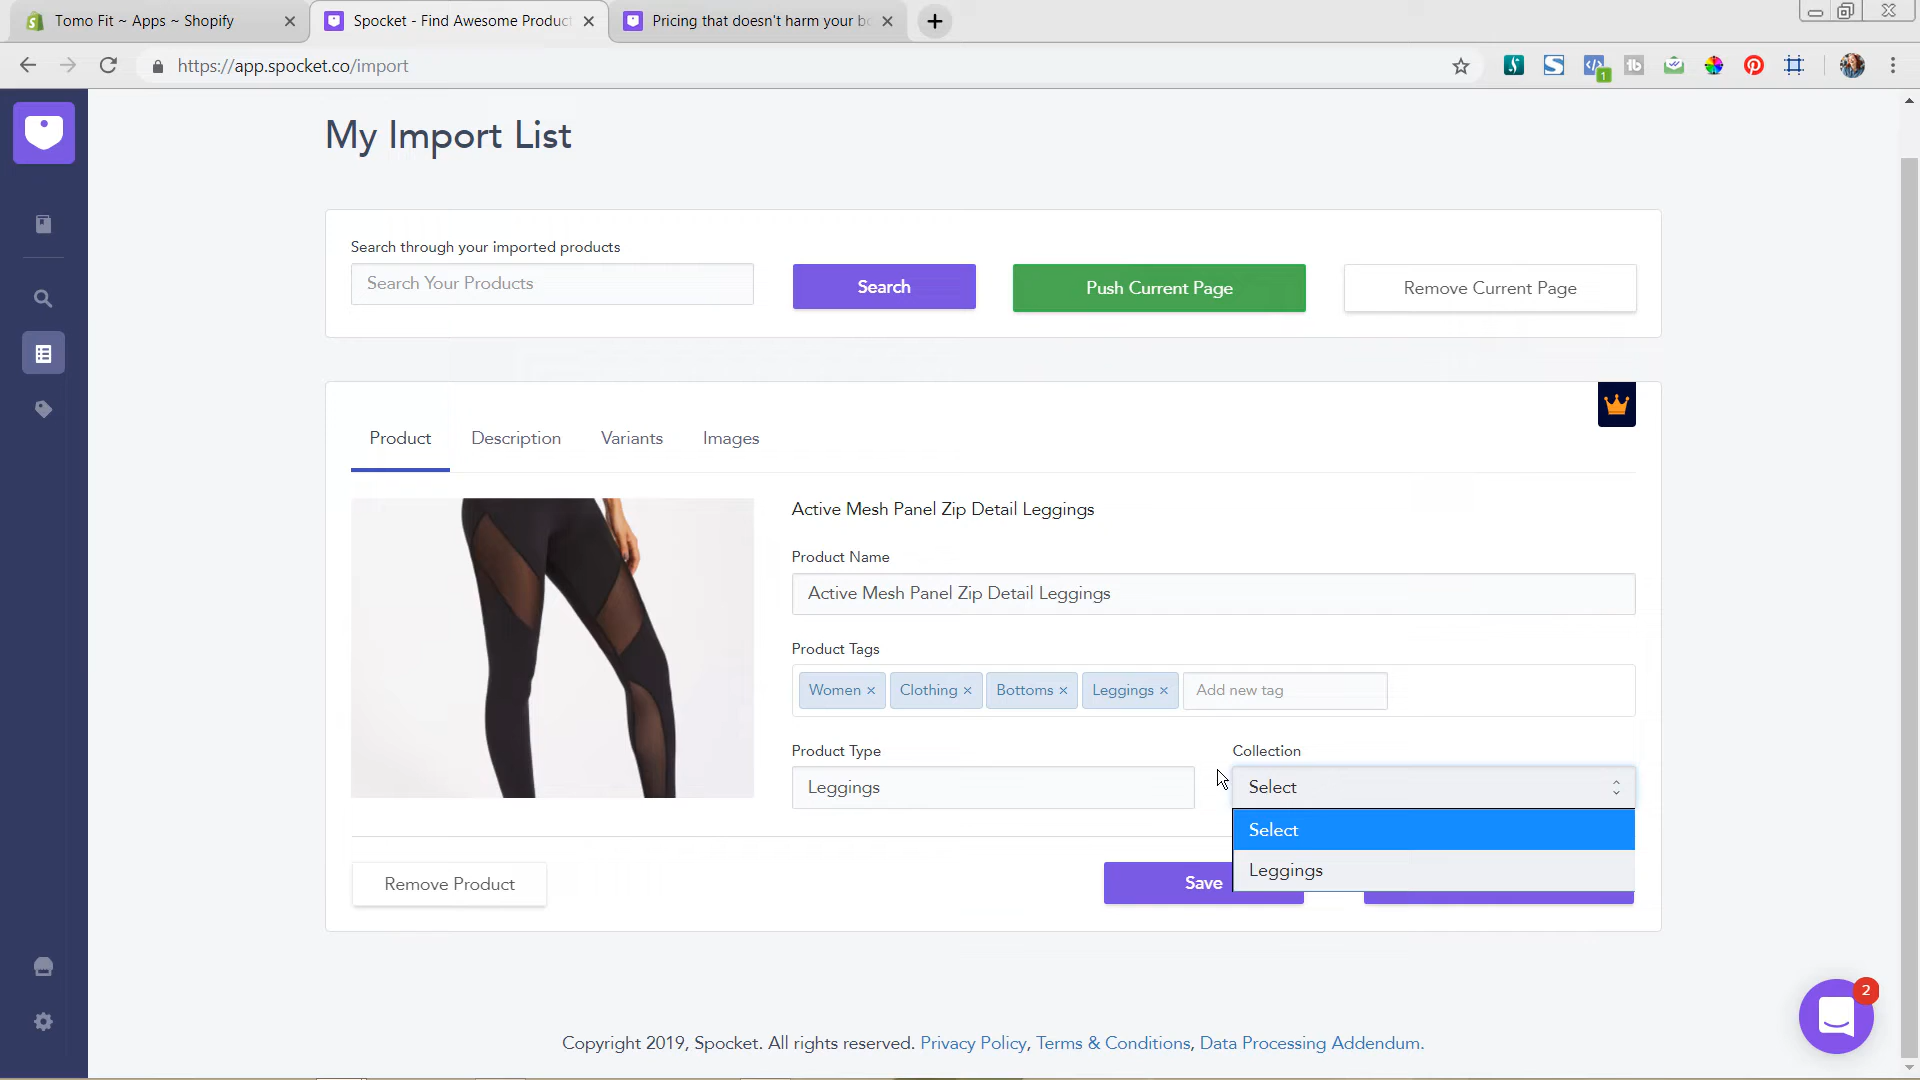 Tomo Fit ~ Apps ~ Shopify
Spocket - Find Awesome Product
Pricing that doesn't harm your bo
https://app.spocket.co/import
1
My Import List
Search through your imported products
Search Your Products
Search
Push Current Page
Remove Current Page
Product
Description
Variants
Images
Active Mesh Panel Zip Detail Leggings
Product Name
Active Mesh Panel Zip Detail Leggings
Product Tags
Women ×
Clothing ×
Bottoms ×
Leggings ×
Add new tag
Product Type
Collection
Leggings
Select
Select
Leggings
Remove Product
Save
2
Copyright 2019, Spocket. All rights reserved. Privacy Policy, Terms & Conditions, Data Processing Addendum.